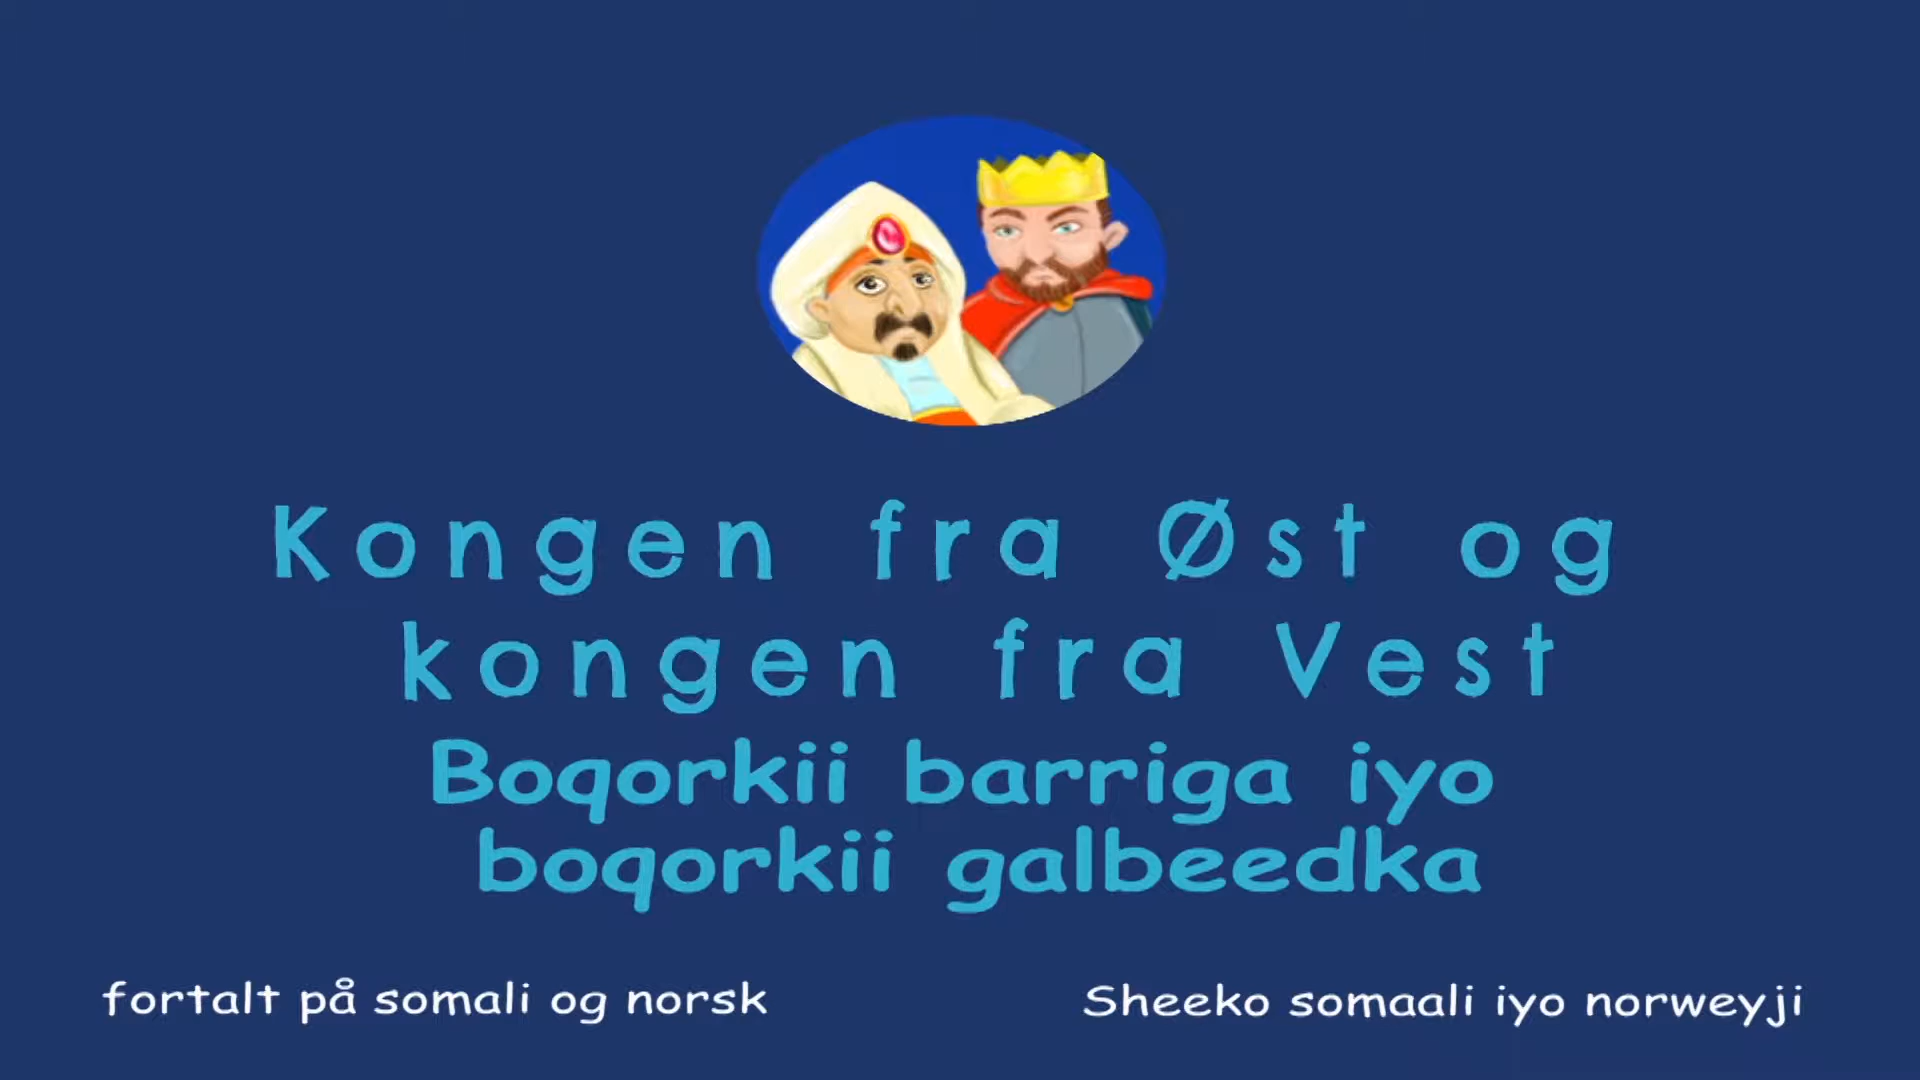 Kongen fra Øst og
kongen fra Vest
Boqorkii barriga iyo
boqorkii galbeedka
fortalt på somali og norsk
Sheeko somaali iyo norweyji